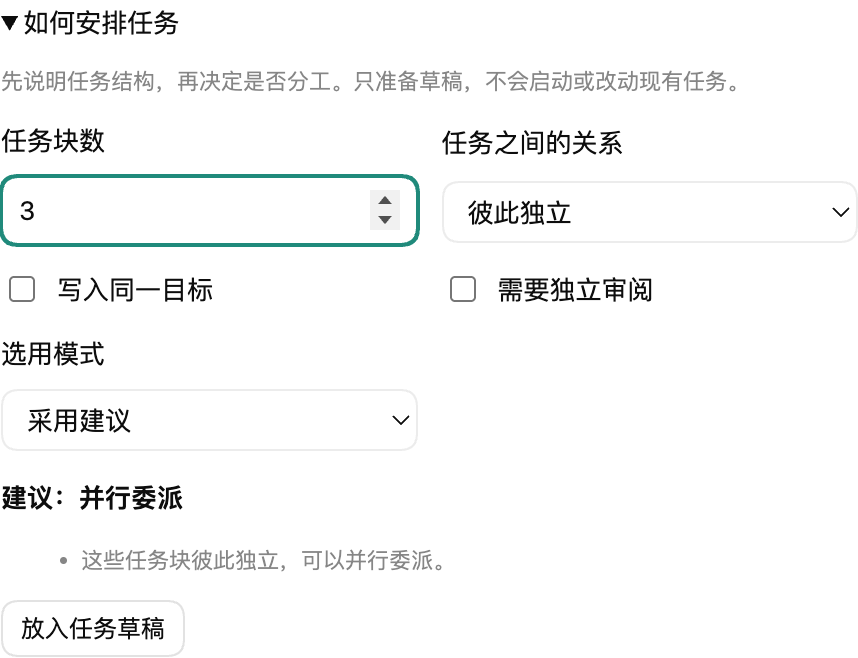 ▼如何安排任务
先说明任务结构，再决定是否分工。只准备草稿，不会启动或改动现有任务。
任务块数
任务之间的关系
3
彼此独立
写入同一目标
需要独立审阅
选用模式
采用建议
建议：并行委派
• 这些任务块彼此独立，可以并行委派。
放入任务草稿